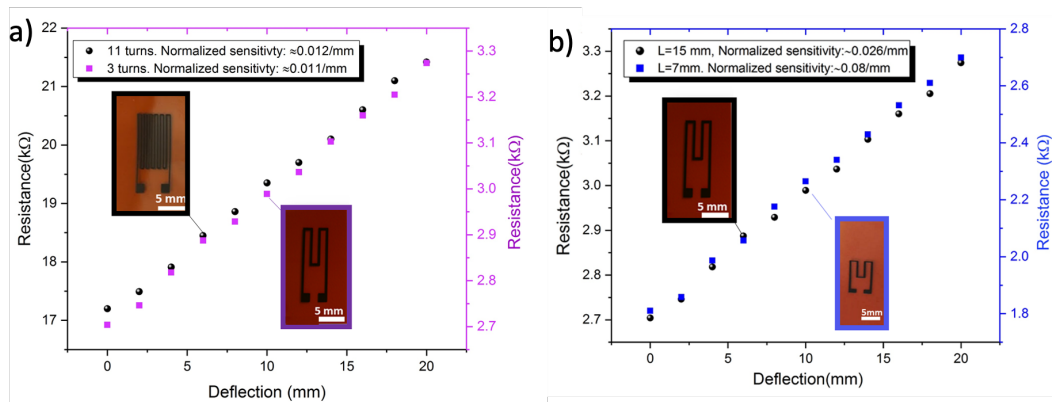 a)
11 turns. Normalized sensitivty: ≈0.012/mm
3 turns. Normalized sensitivty: ≈0.011/mm
22
21
20
19
18
17
Resistance(kΩ)
3.3
3.2
3.1
3.0
2.9
2.8
2.7
Resistance(kΩ)
5 mm
5 mm
0
5
10
15
20
Deflection (mm)
b)
L=15 mm, Normalized sensitivity:~0.026/mm
L=7mm. Normalized sensitivity:~0.08/mm
3.3
3.2
3.1
3.0
2.9
2.8
2.7
Resistance(kΩ)
2.8
2.6
2.4
2.2
2.0
1.8
Resistance (kΩ)
5 mm
5mm
0
5
10
15
20
Deflection(mm)